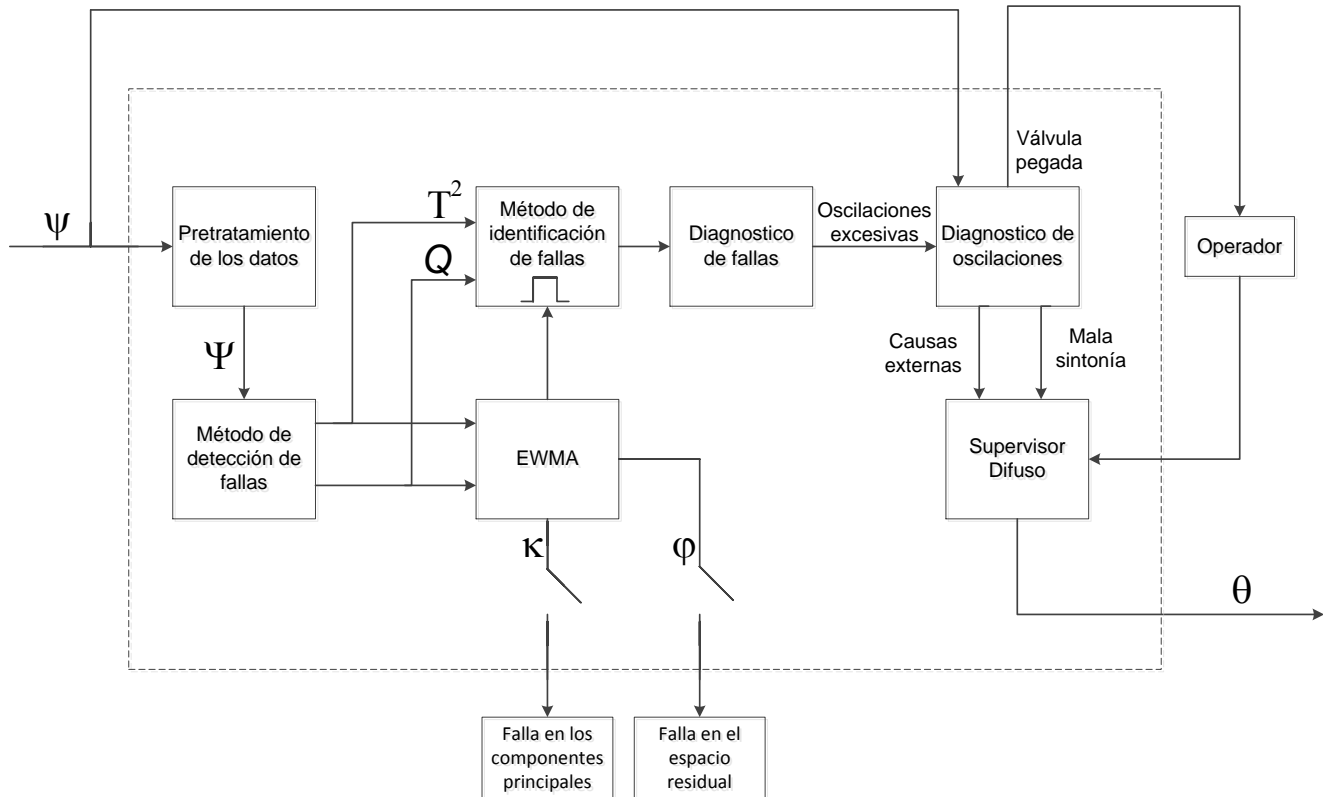 Válvula
pegada
ψ
Pretratamiento
de los datos
T²
Q
Método de
identificación
de fallas
Diagnostico
de fallas
Oscilaciones
excesivas
Diagnostico de
oscilaciones
Operador
Ψ
Causas
externas
Mala
sintonía
Método de
detección de
fallas
EWMA
Supervisor
Difuso
κ
φ
θ
Falla en los
componentes
principales
Falla en el
espacio
residual